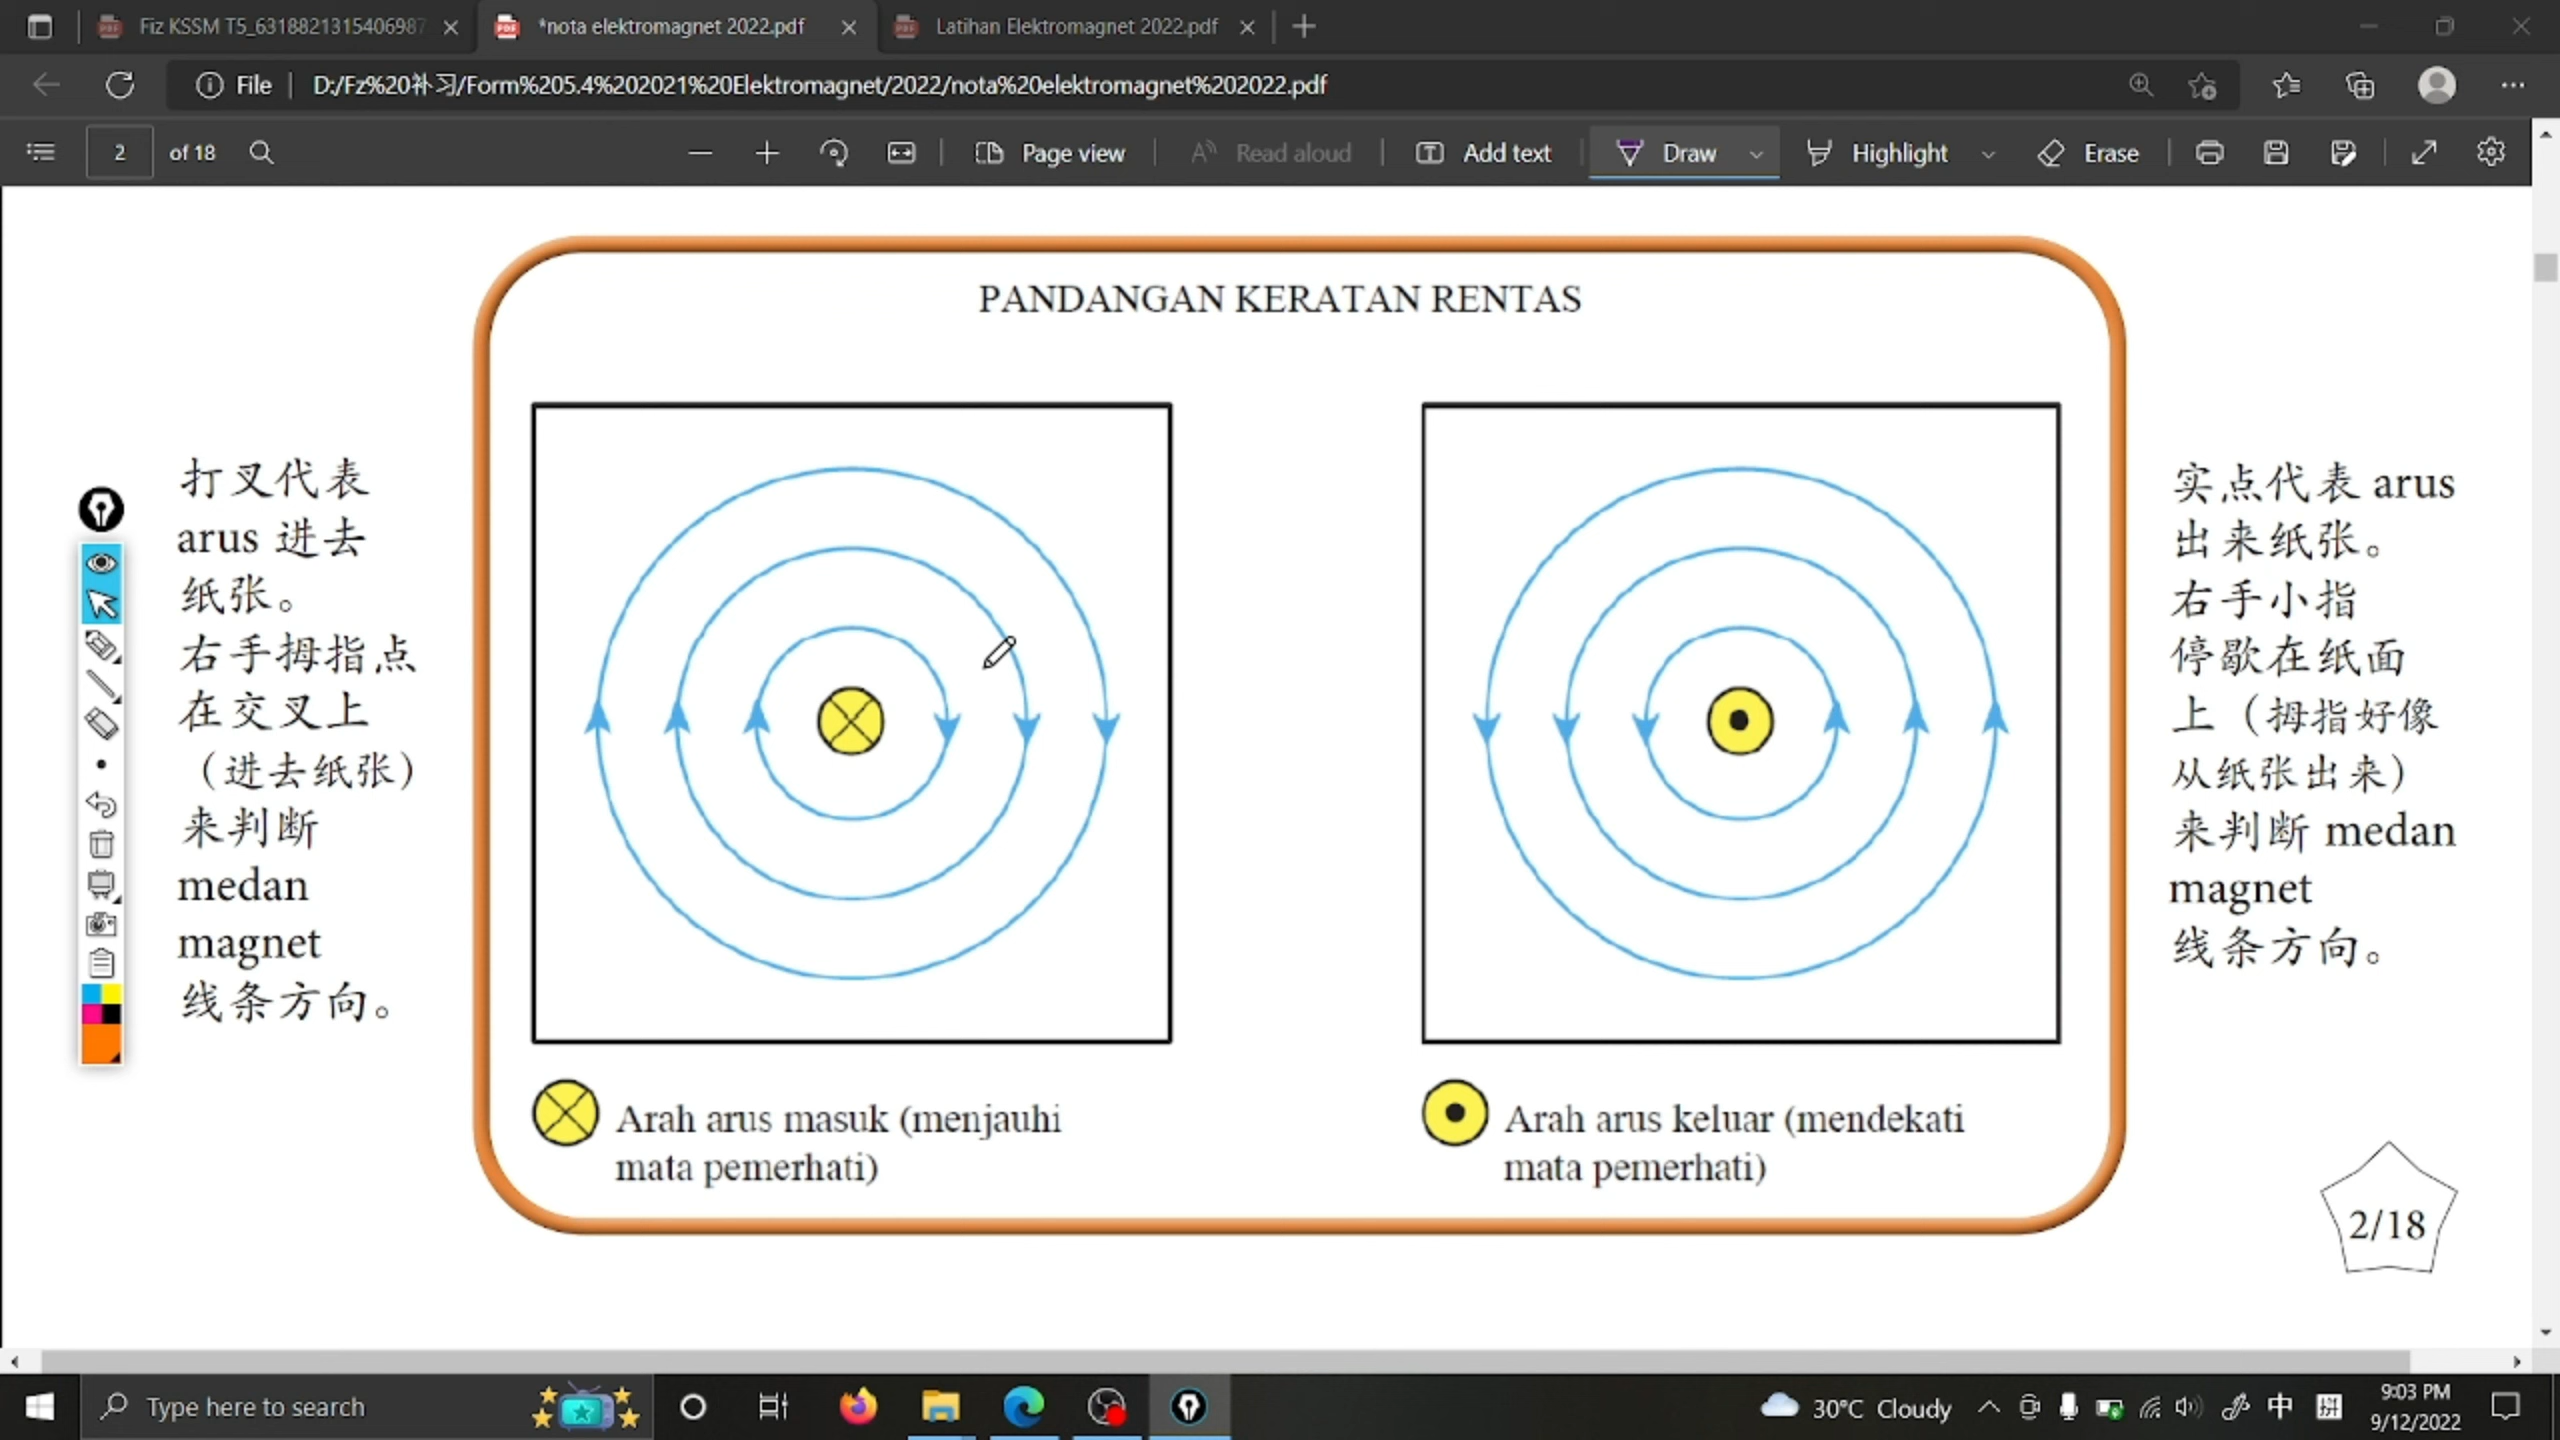 Fiz KSSM T5_6318821315406987
*nota elektromagnet 2022.pdf
Latihan Elektromagnet 2022.pdf
File
D:/Fz%20补习/Form%205.4%202021%20Elektromagnet/2022/nota%20elektromagnet%202022.pdf
2 of 18
Page view
Read aloud
Add text
Draw
Highlight
Erase
PANDANGAN KERATAN RENTAS
打叉代表
arus 进去
纸张。
右手拇指点
在交叉上
（进去纸张）
来判断
medan
magnet
线条方向。
实点代表 arus
出来纸张。
右手小指
停歇在纸面
上（拇指好像
从纸张出来）
来判断 medan
magnet
线条方向。
Arah arus masuk (menjauhi
mata pemerhati)
Arah arus keluar (mendekati
mata pemerhati)
2/18
Type here to search
30°C Cloudy
中
拼
9:03 PM
9/12/2022